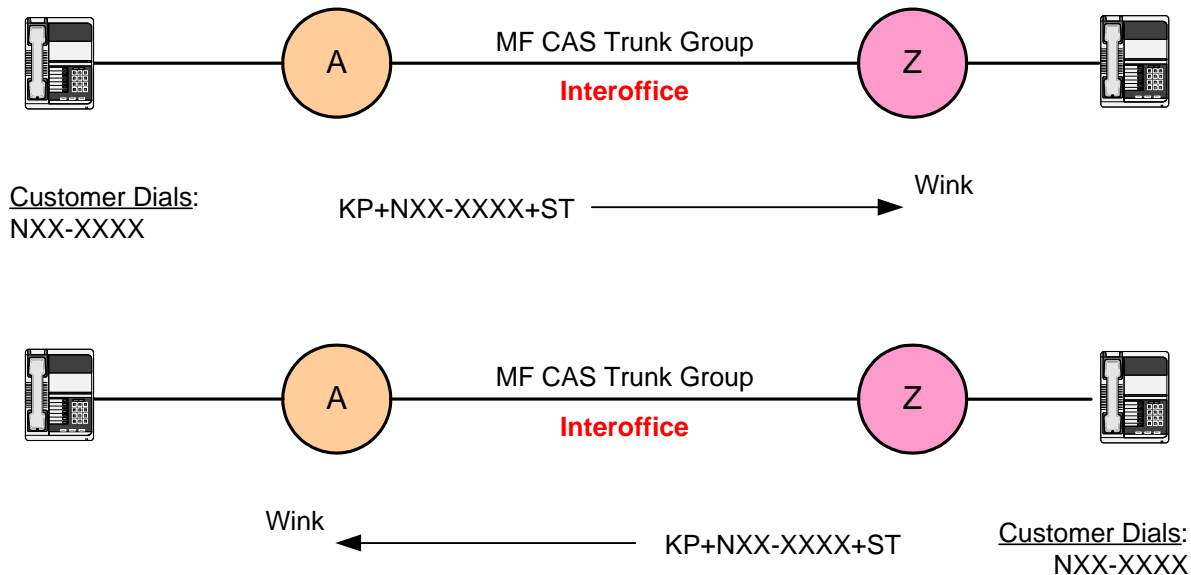 A
MF CAS Trunk Group
Z
Interoffice
Customer Dials:
NXX-XXXX
KP+NXX-XXXX+ST
Wink
A
MF CAS Trunk Group
Z
Interoffice
Wink
KP+NXX-XXXX+ST
Customer Dials:
NXX-XXXX